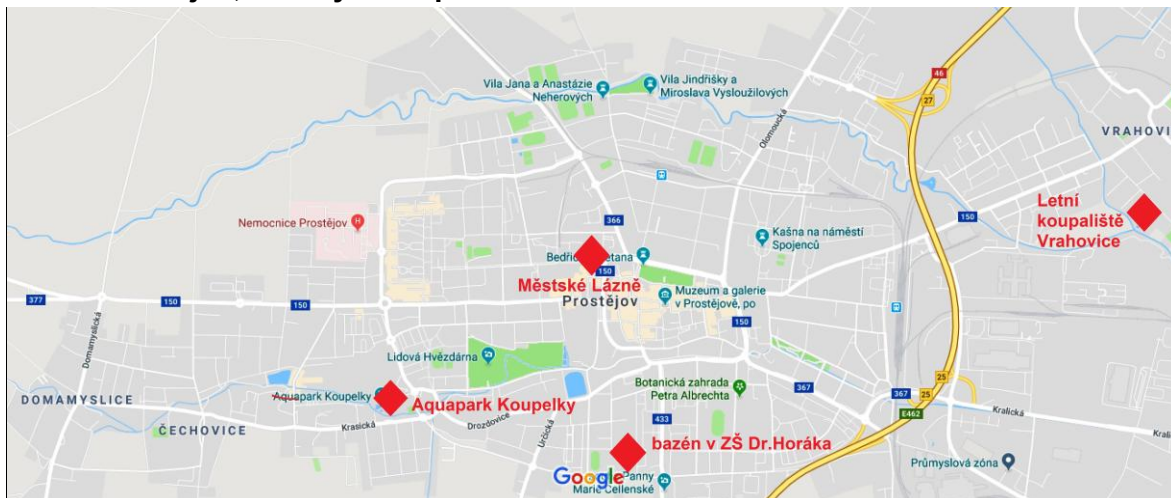 46
27
Vila Jana a Anastázie
Neherových
Vila Jindřišky a
Miroslava Vysloužilových
Olomoucká
Letní
koupaliště
Vrahovice
150
Nemocnice Prostějov
366
Kašna na náměstí
Spojenců
150
Městské Lázně
Prostějov
Muzeum a galerie
v Prostějově, po
377
150
150
150
Domamyslická
Lidová Hvězdárna
Botanická zahrada
Petra Albrechta
367
25
367
25
E462
Kralická
Kralická
DOMAMYSLICE
Aquapark Koupelky
Aquapark Koupelky
ČECHOVICE
Krasická
Drozdovice
Určická
433
bazén v ZŠ Dr.Horáka
Průmyslová zóna
Google
Panny
Marie Cellenské